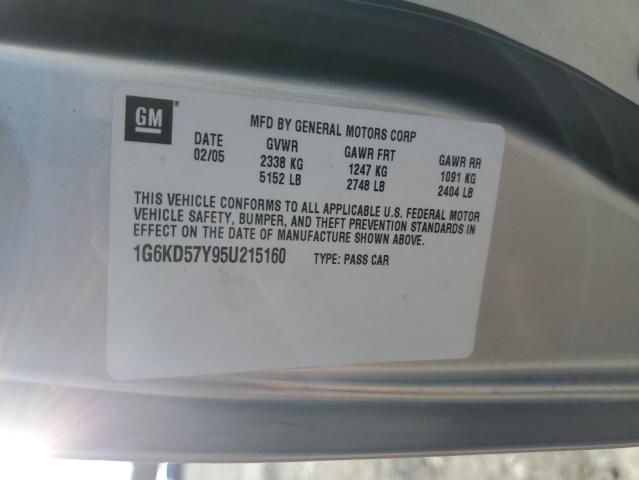 GM
MFD BY GENERAL MOTORS CORP
DATE GVWR GAWR FRT GAWR RR
02/05 2338 KG 1247 KG 1091 KG
5152 LB 2748 LB 2404 LB
THIS VEHICLE CONFORMS TO ALL APPLICABLE U.S. FEDERAL MOTOR
VEHICLE SAFETY, BUMPER, AND THEFT PREVENTION STANDARDS IN
EFFECT ON THE DATE OF MANUFACTURE SHOWN ABOVE.
1G6KD57Y95U215160 TYPE: PASS CAR